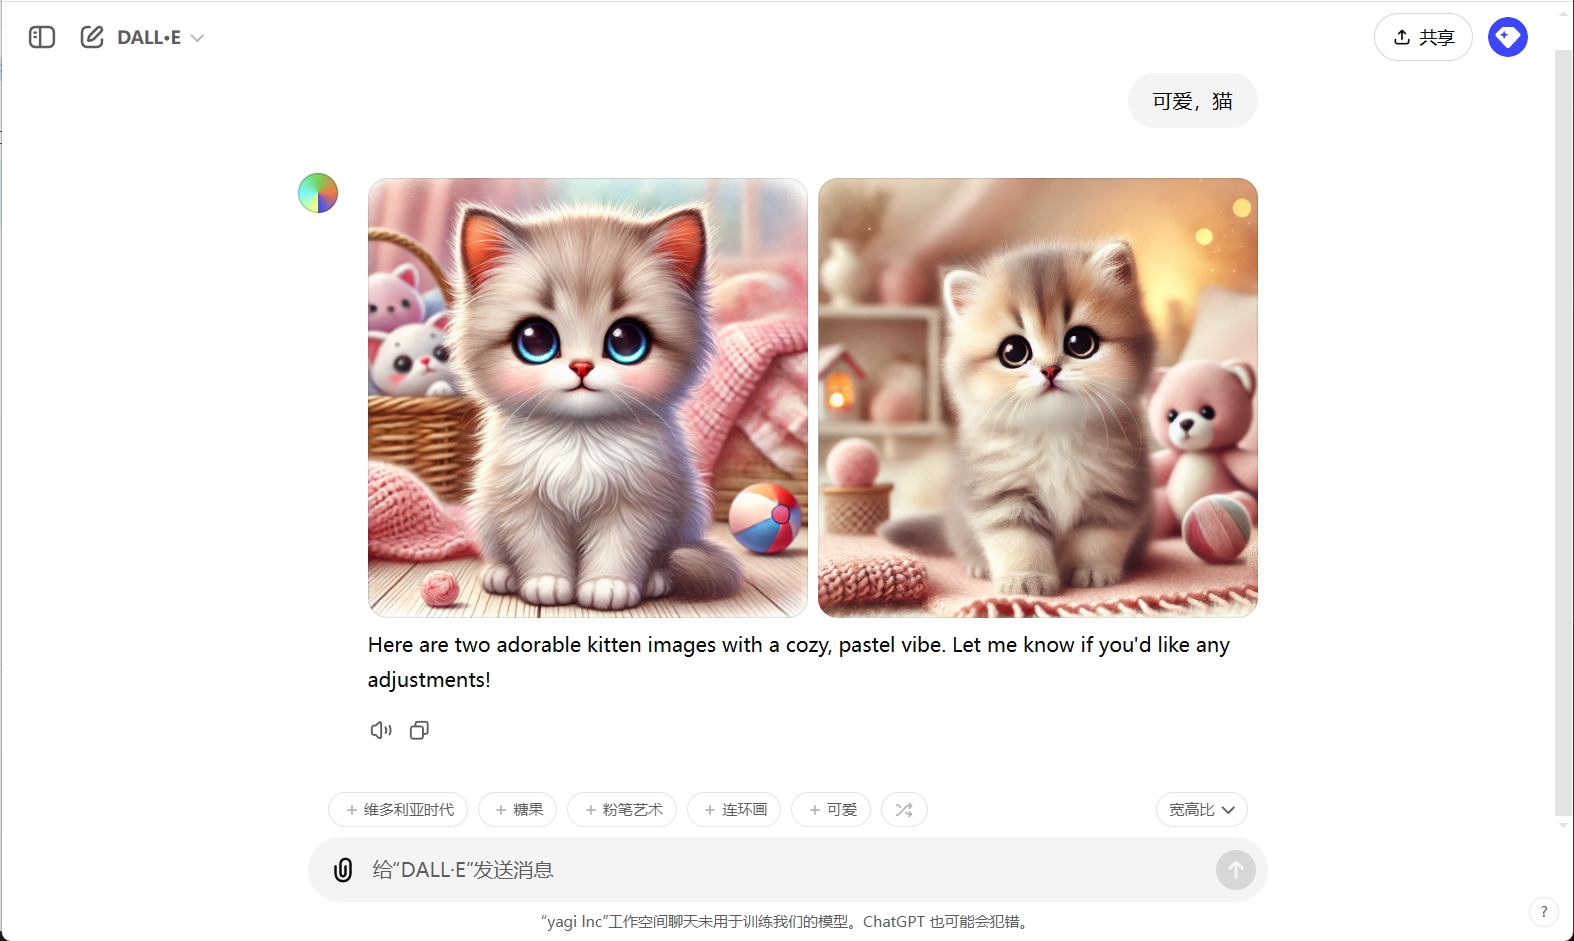 DALL•E
共享
可爱，猫
Here are two adorable kitten images with a cozy, pastel vibe. Let me know if you'd like any
adjustments!
+ 维多利亚时代
+ 糖果
+ 粉笔艺术
+ 连环画
+ 可爱
宽高比
给“DALL·E”发送消息
“yagi lnc”工作空间聊天未用于训练我们的模型。ChatGPT 也可能会犯错。
?